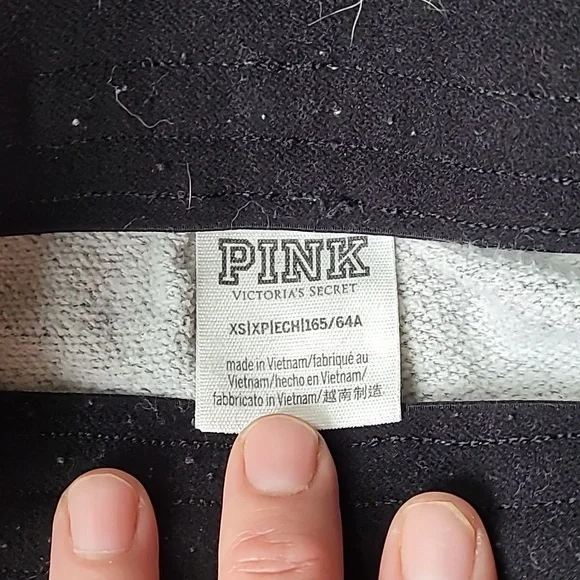 PINK
VICTORIA'S SECRET
XS|XP|ECH|165/64A
made in Vietnam/fabriqué au
Vietnam/hecho en Vietnam/
fabbricato in Vietnam/越南制造